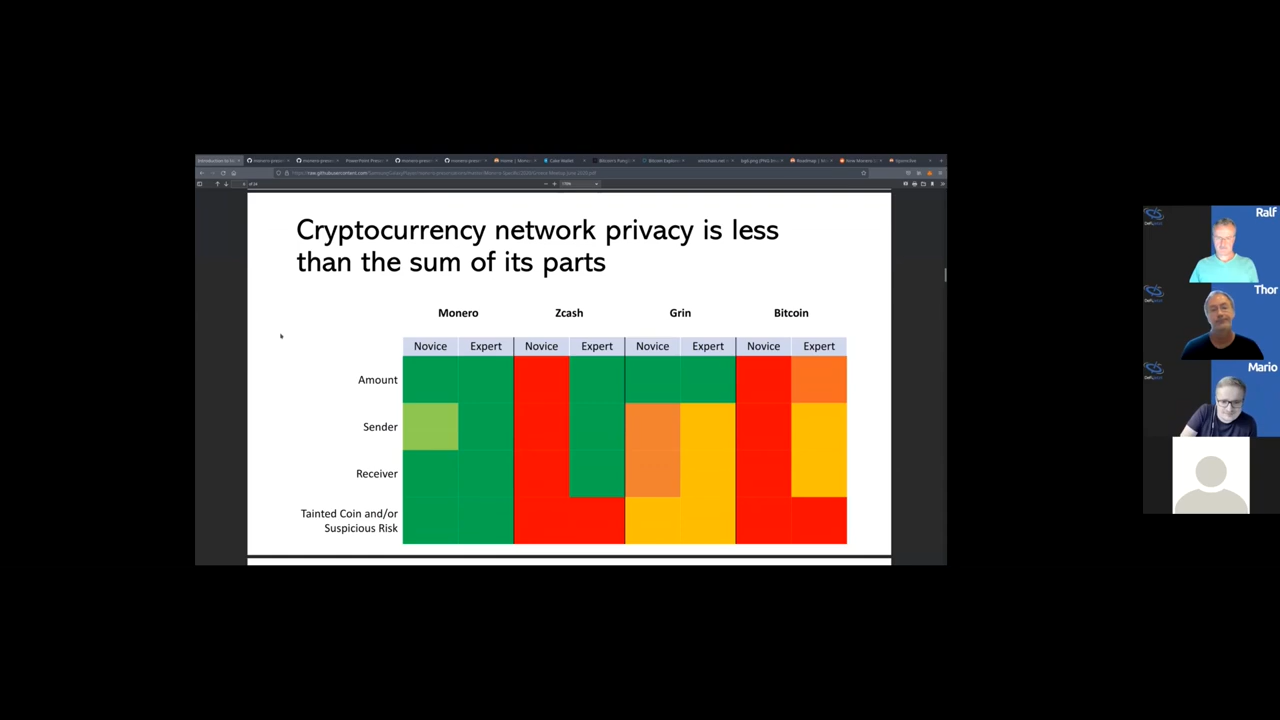 Cryptocurrency network privacy is less
than the sum of its parts
Monero Zcash Grin Bitcoin
Novice Expert Novice Expert Novice Expert Novice Expert
Amount
Sender
Receiver
Tainted Coin and/or
Suspicious Risk
Ralf
Thor
Mario